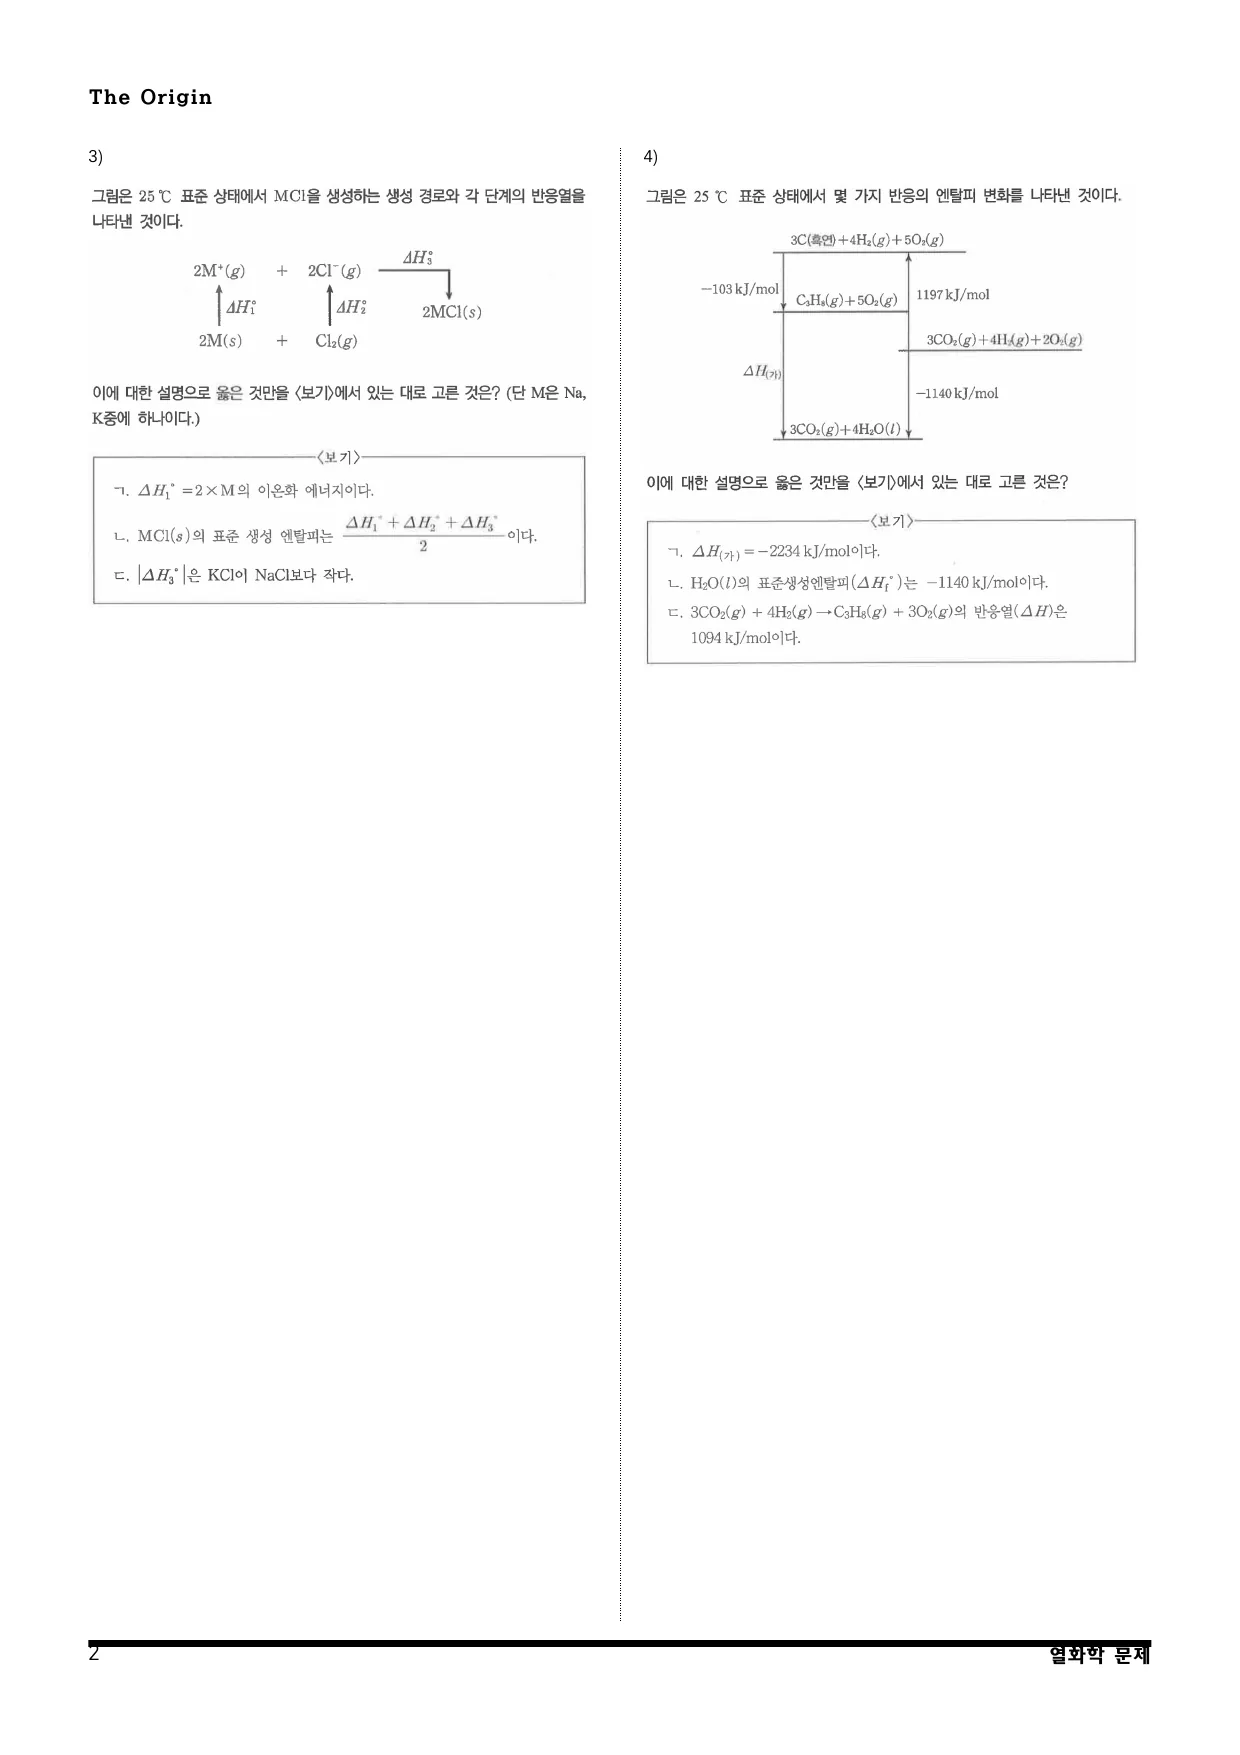 The Origin
3)
그림은 25 ℃ 표준 상태에서 MCl을 생성하는 생성 경로와 각 단계의 반응열을
나타낸 것이다.
2M⁺(g) + 2Cl⁻(g) ΔH₃°
ΔH₁° ΔH₂° 2MCl(s)
2M(s) + Cl₂(g)
이에 대한 설명으로 옳은 것만을 〈보기〉에서 있는 대로 고른 것은? (단 M은 Na,
K중에 하나이다.)
〈보기〉
ㄱ. ΔH₁° =2×M의 이온화 에너지이다.
ㄴ. MCl(s)의 표준 생성 엔탈피는 (ΔH₁° + ΔH₂° + ΔH₃°)/2 이다.
ㄷ. |ΔH₃°|은 KCl이 NaCl보다 작다.
4)
그림은 25 ℃ 표준 상태에서 몇 가지 반응의 엔탈피 변화를 나타낸 것이다.
3C(흑연)+4H₂(g)+5O₂(g)
−103 kJ/mol
C₃H₈(g)+5O₂(g)
1197 kJ/mol
3CO₂(g)+4H₂(g)+2O₂(g)
ΔH(가)
−1140 kJ/mol
3CO₂(g)+4H₂O(l)
이에 대한 설명으로 옳은 것만을 〈보기〉에서 있는 대로 고른 것은?
〈보기〉
ㄱ. ΔH(가) = −2234 kJ/mol이다.
ㄴ. H₂O(l)의 표준생성엔탈피(ΔHf°)는 −1140 kJ/mol이다.
ㄷ. 3CO₂(g) + 4H₂(g) → C₃H₈(g) + 3O₂(g)의 반응열(ΔH)은
1094 kJ/mol이다.
2
열화학 문제